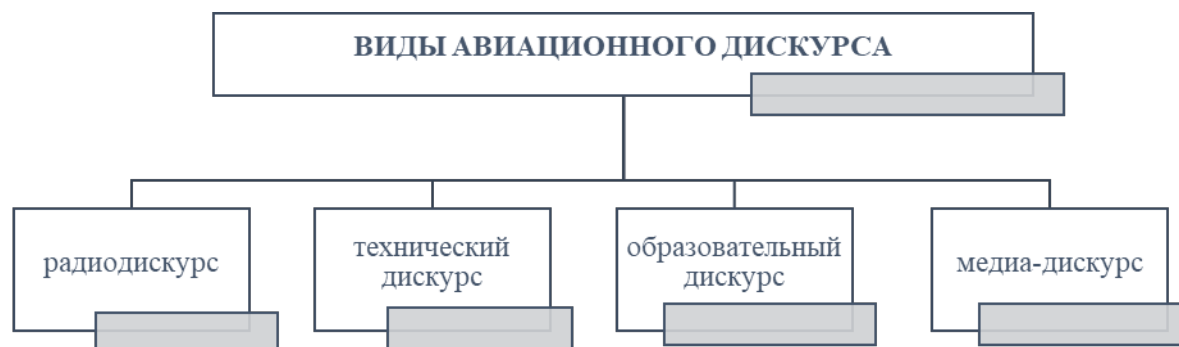 ВИДЫ АВИАЦИОННОГО ДИСКУРСА
радиодискурс
технический
дискурс
образовательный
дискурс
медиа-дискурс